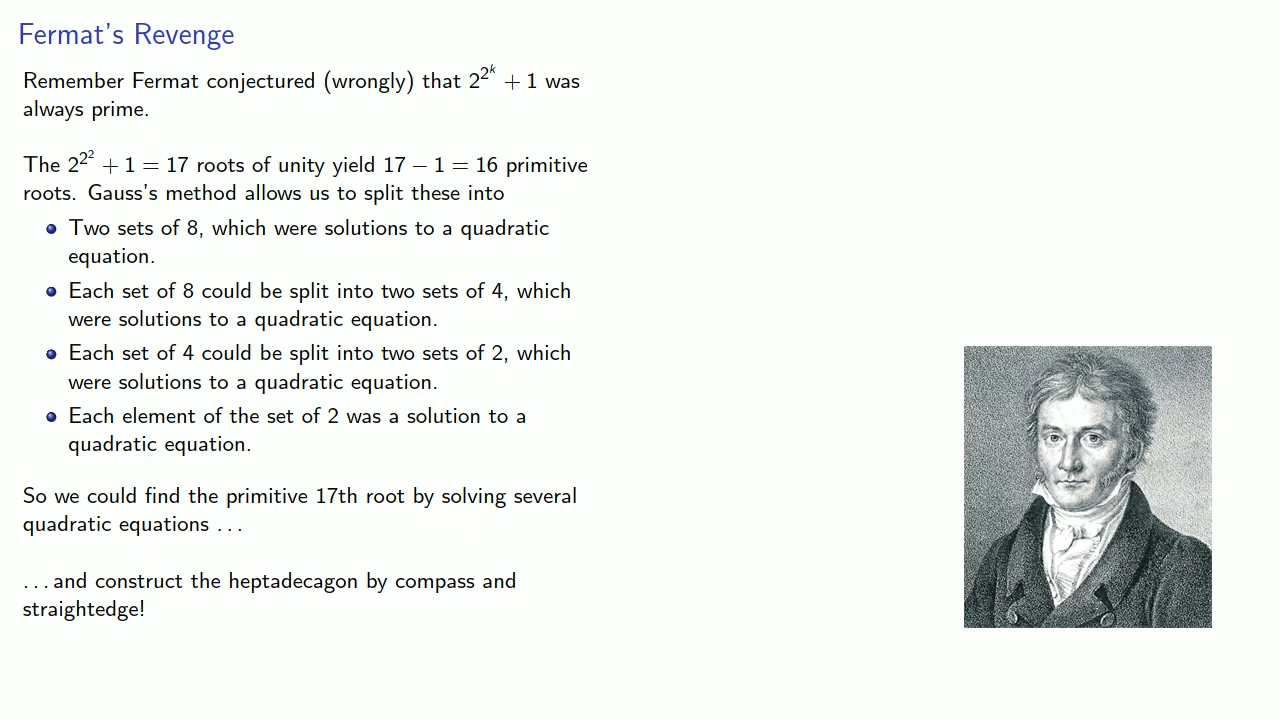 Fermat's Revenge
Remember Fermat conjectured (wrongly) that $2^{2^k} + 1$ was
always prime.
The $2^{2^2} + 1 = 17$ roots of unity yield $17 - 1 = 16$ primitive
roots. Gauss's method allows us to split these into
• Two sets of 8, which were solutions to a quadratic
equation.
• Each set of 8 could be split into two sets of 4, which
were solutions to a quadratic equation.
• Each set of 4 could be split into two sets of 2, which
were solutions to a quadratic equation.
• Each element of the set of 2 was a solution to a
quadratic equation.
So we could find the primitive 17th root by solving several
quadratic equations ...
...and construct the heptadecagon by compass and
straightedge!